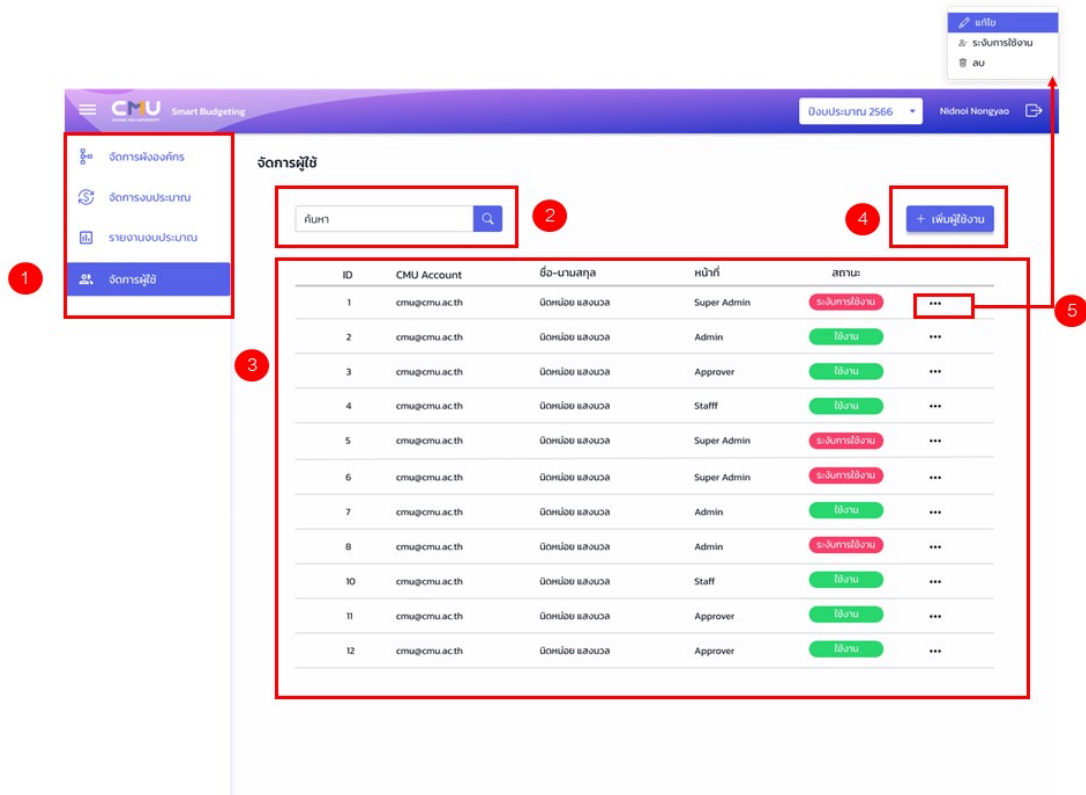 แก้ไข
ระงับการใช้งาน
ลบ
CMU Smart Budgeting ปีงบประมาณ 2566 Nidnoi Nongyao
CHIANG MAI UNIVERSITY
จัดการผังองค์กร
จัดการงบประมาณ
รายงานงบประมาณ
1 จัดการผู้ใช้
จัดการผู้ใช้
ค้นหา 2 4 + เพิ่มผู้ใช้งาน
3
ID CMU Account ชื่อ-นามสกุล หน้าที่ สถานะ
1 cmu@cmu.ac.th นิดหน่อย แสงนวล Super Admin ระงับการใช้งาน ••• 5
2 cmu@cmu.ac.th นิดหน่อย แสงนวล Admin ใช้งาน •••
3 cmu@cmu.ac.th นิดหน่อย แสงนวล Approver ใช้งาน •••
4 cmu@cmu.ac.th นิดหน่อย แสงนวล Stafff ใช้งาน •••
5 cmu@cmu.ac.th นิดหน่อย แสงนวล Super Admin ระงับการใช้งาน •••
6 cmu@cmu.ac.th นิดหน่อย แสงนวล Super Admin ระงับการใช้งาน •••
7 cmu@cmu.ac.th นิดหน่อย แสงนวล Admin ใช้งาน •••
8 cmu@cmu.ac.th นิดหน่อย แสงนวล Admin ระงับการใช้งาน •••
10 cmu@cmu.ac.th นิดหน่อย แสงนวล Staff ใช้งาน •••
11 cmu@cmu.ac.th นิดหน่อย แสงนวล Approver ใช้งาน •••
12 cmu@cmu.ac.th นิดหน่อย แสงนวล Approver ใช้งาน •••